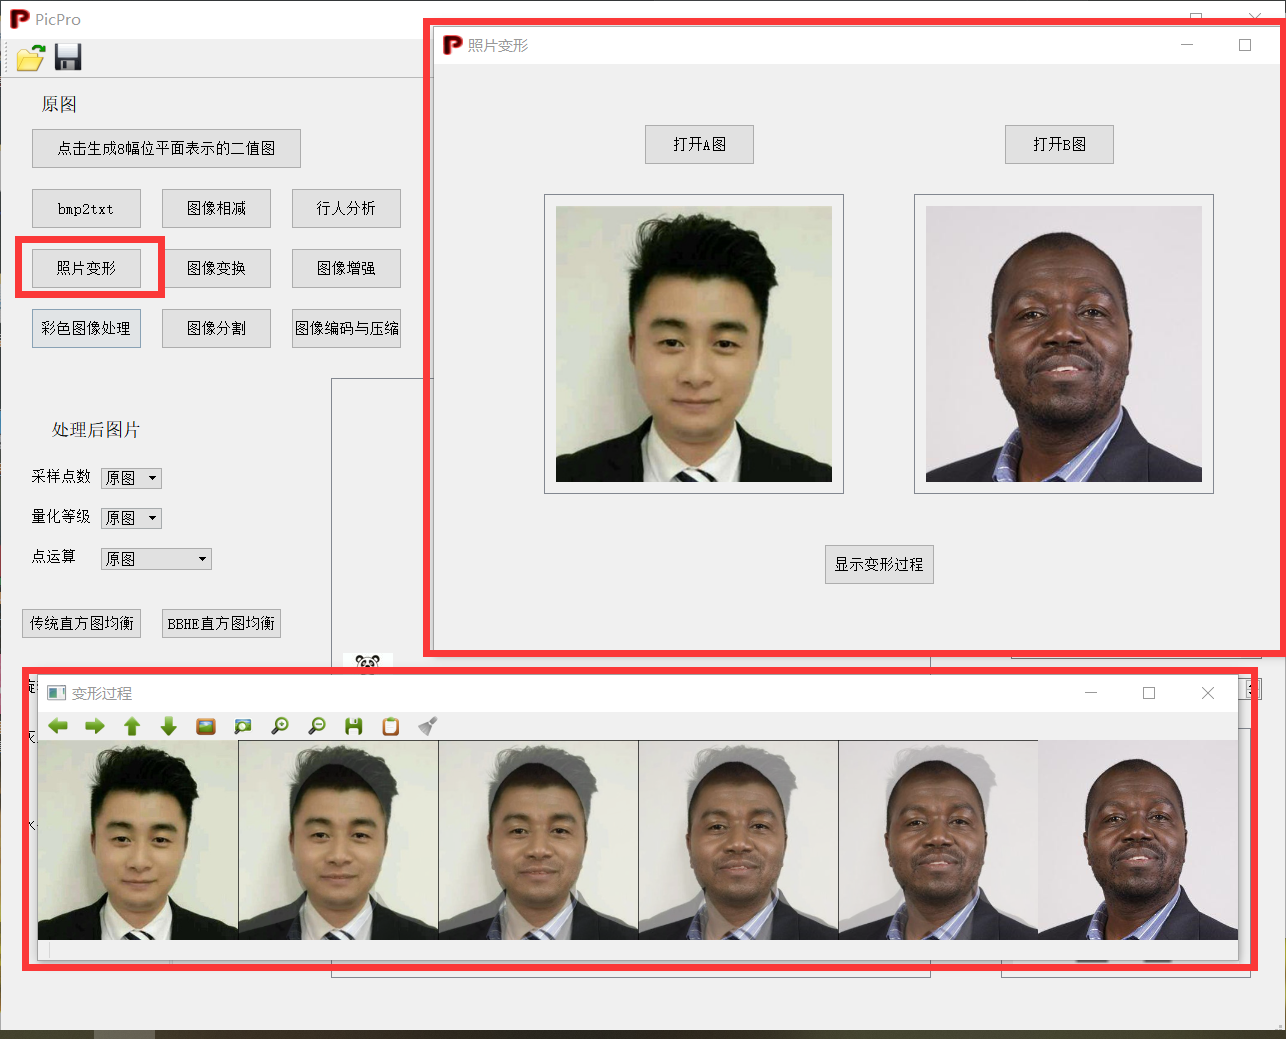 PicPro
原图
点击生成8幅位平面表示的二值图
bmp2txt 图像相减 行人分析
照片变形 图像变换 图像增强
彩色图像处理 图像分割 图像编码与压缩
处理后图片
采样点数 原图
量化等级 原图
点运算 原图
传统直方图均衡 BBHE直方图均衡
照片变形
打开A图 打开B图
显示变形过程
变形过程